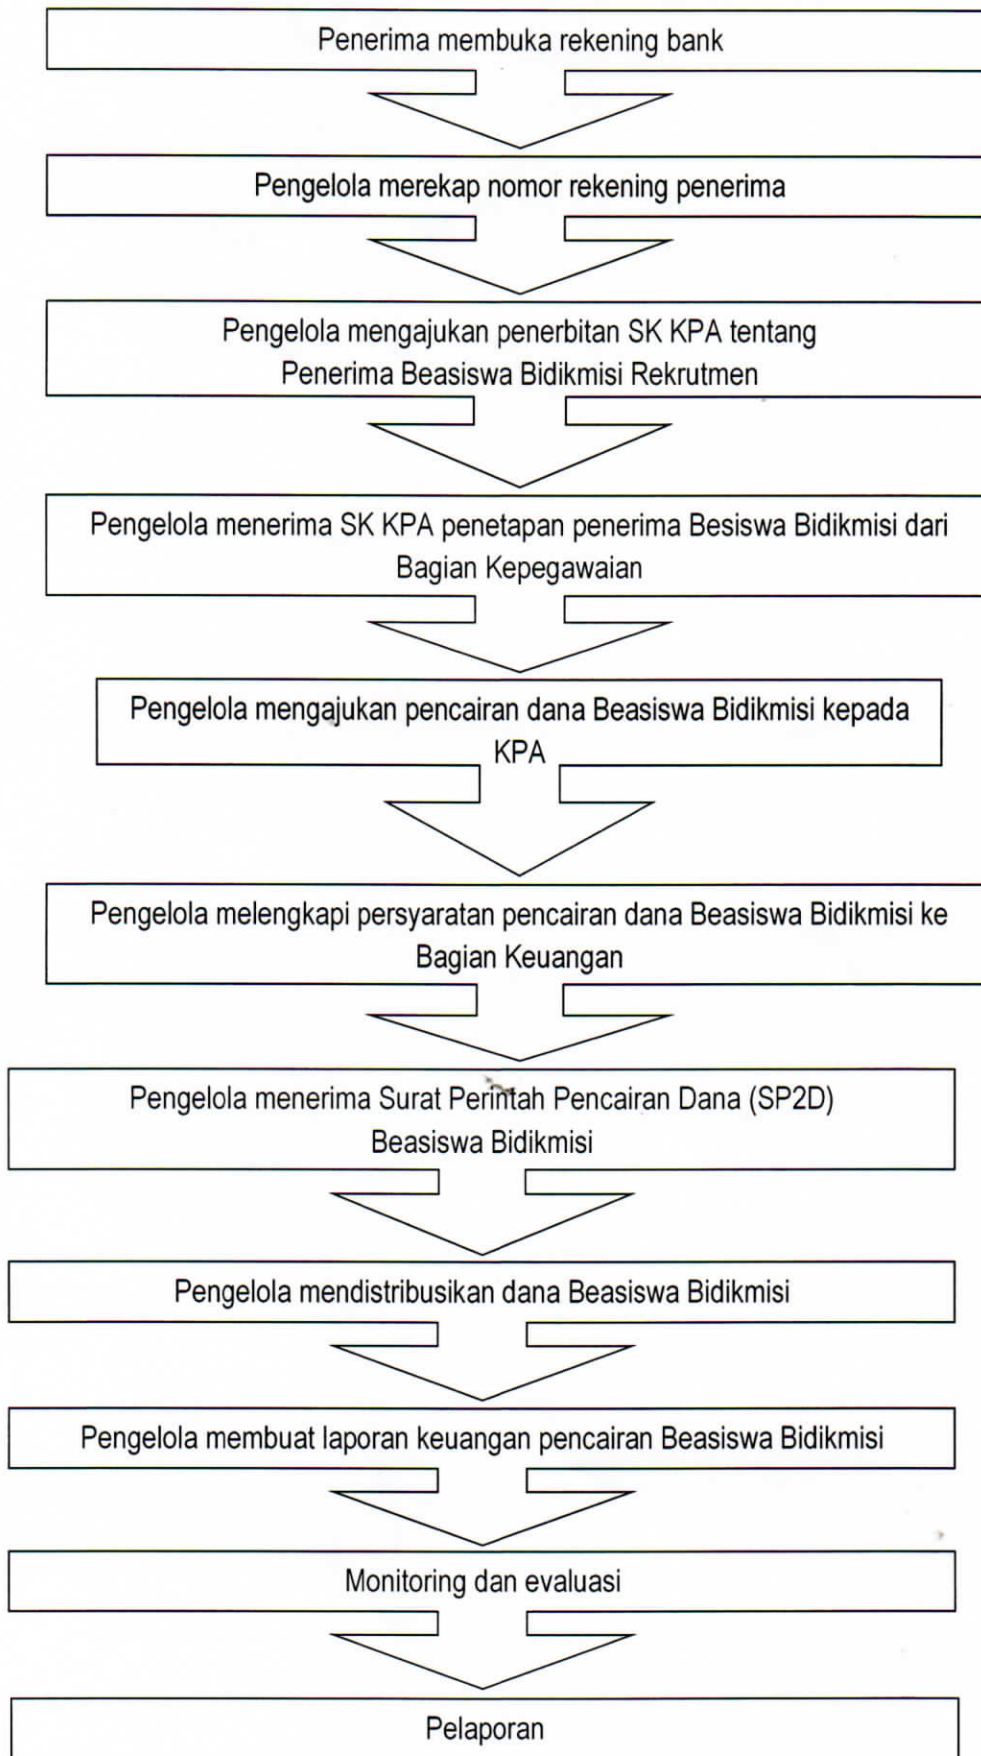 Penerima membuka rekening bank
Pengelola merekap nomor rekening penerima
Pengelola mengajukan penerbitan SK KPA tentang
Penerima Beasiswa Bidikmisi Rekrutmen
Pengelola menerima SK KPA penetapan penerima Besiswa Bidikmisi dari
Bagian Kepegawaian
Pengelola mengajukan pencairan dana Beasiswa Bidikmisi kepada
KPA
Pengelola melengkapi persyaratan pencairan dana Beasiswa Bidikmisi ke
Bagian Keuangan
Pengelola menerima Surat Perintah Pencairan Dana (SP2D)
Beasiswa Bidikmisi
Pengelola mendistribusikan dana Beasiswa Bidikmisi
Pengelola membuat laporan keuangan pencairan Beasiswa Bidikmisi
Monitoring dan evaluasi
Pelaporan